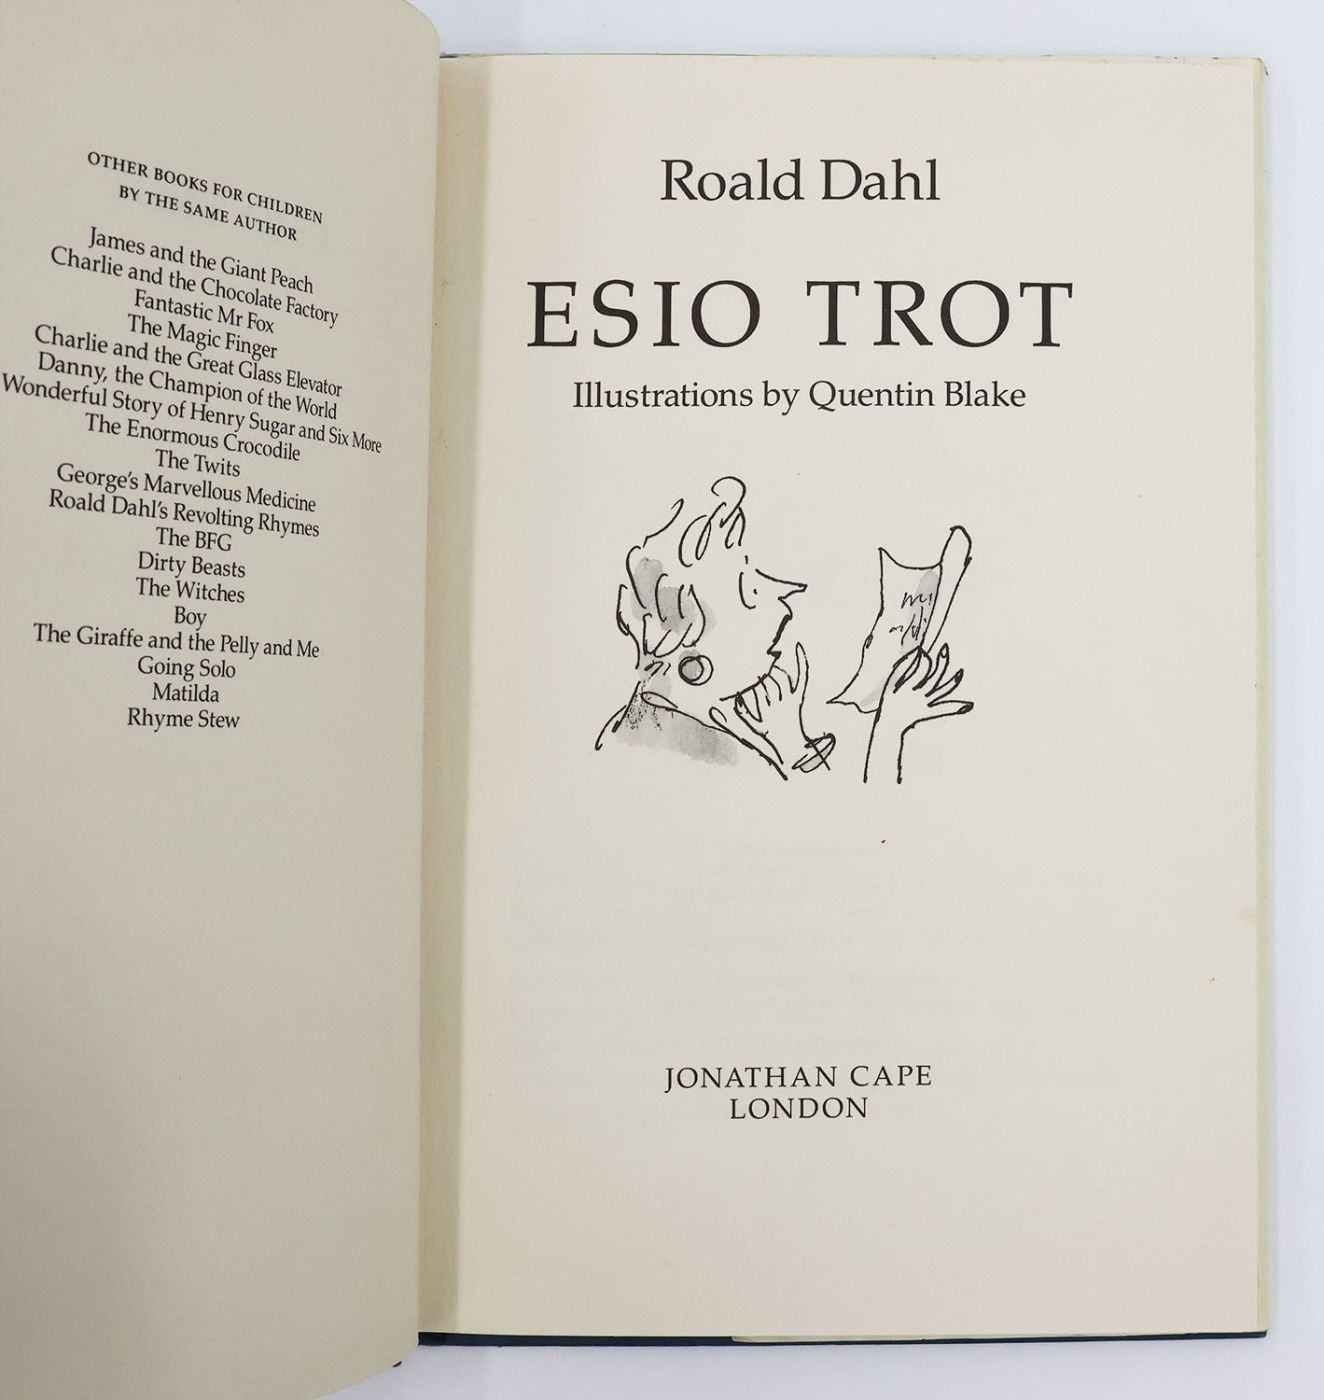 OTHER BOOKS FOR CHILDREN
BY THE SAME AUTHOR
James and the Giant Peach
Charlie and the Chocolate Factory
Fantastic Mr Fox
The Magic Finger
Charlie and the Great Glass Elevator
Danny, the Champion of the World
Wonderful Story of Henry Sugar and Six More
The Enormous Crocodile
The Twits
George's Marvellous Medicine
Roald Dahl's Revolting Rhymes
The BFG
Dirty Beasts
The Witches
Boy
The Giraffe and the Pelly and Me
Going Solo
Matilda
Rhyme Stew
Roald Dahl
ESIO TROT
Illustrations by Quentin Blake
JONATHAN CAPE
LONDON